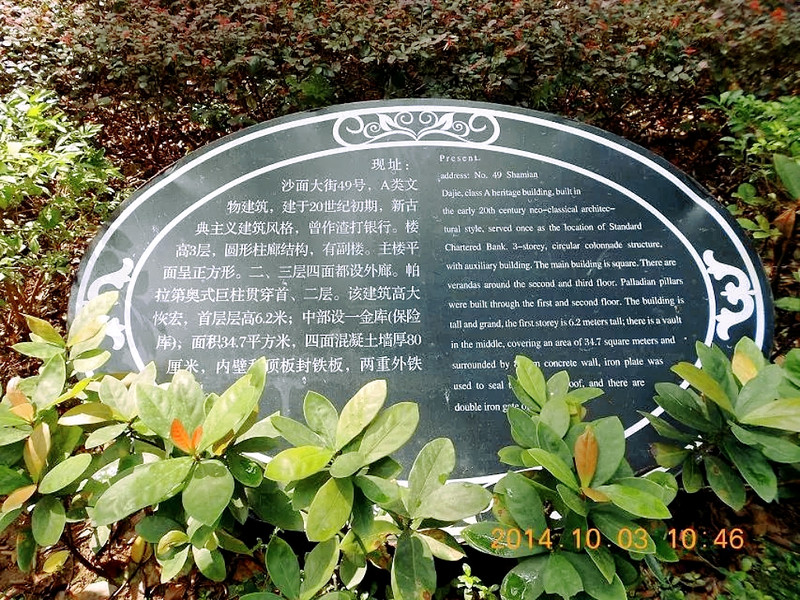 现址：
沙面大街49号，A类文
物建筑，建于20世纪初期，新古
典主义建筑风格，曾作渣打银行。楼
高3层，圆形柱廊结构，有副楼。主楼平
面呈正方形。二、三层四面都设外廊。帕
拉第奥式巨柱贯穿首、二层。该建筑高大
恢宏，首层层高6.2米；中部设一金库(保险
库)，面积34.7平方米，四面混凝土墙厚80
厘米，内壁和顶板封铁板，两重外铁
Present
address: No. 49 Shamian
Dajie, class A heritage building, built in
the early 20th century neo-classical architec-
tural style, served once as the location of Standard
Chartered Bank. 3-storey, circular colonnade structure,
with auxiliary building. The main building is square. There are
verandas around the second and third floor. Palladian pillars
were built through the first and second floor. The building is
tall and grand, the first storey is 6.2 meters tall; there is a vault
in the middle, covering an area of 34.7 square meters and
surrounded by concrete wall, iron plate was
used to seal and there are
double iron
2014.10.03 10:46